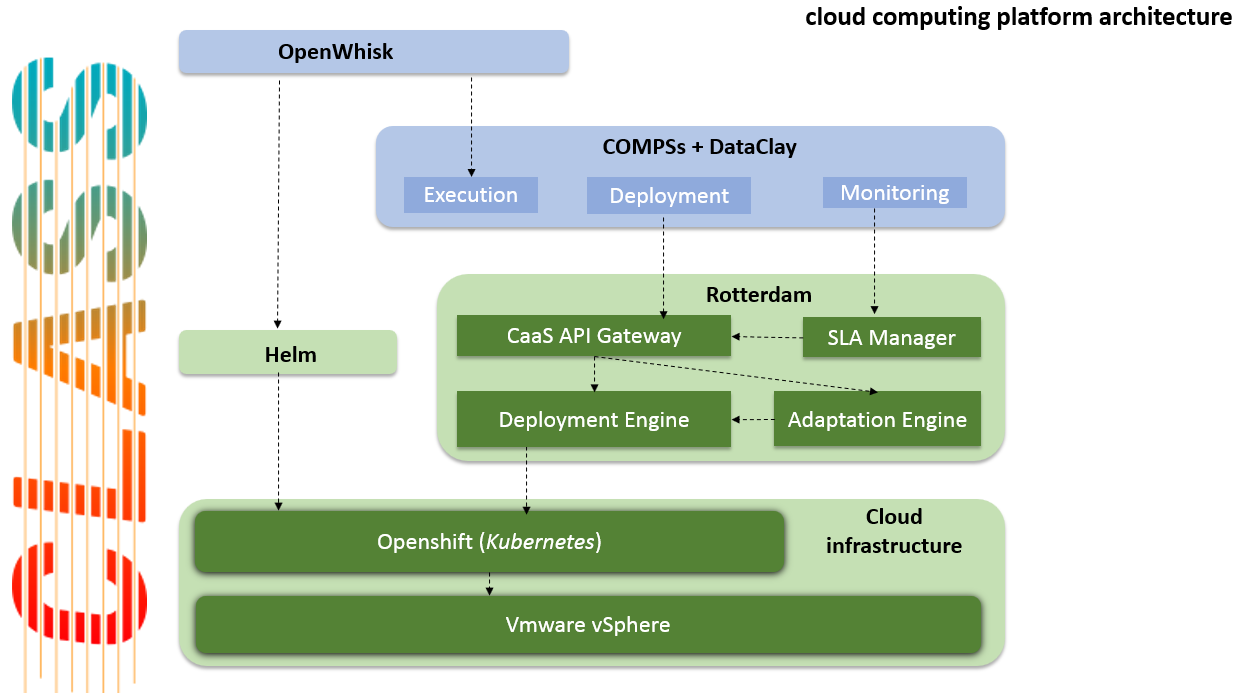 cloud computing platform architecture
CLASS
OpenWhisk
COMPSs + DataClay
Execution
Deployment
Monitoring
Rotterdam
CaaS API Gateway
SLA Manager
Helm
Deployment Engine
Adaptation Engine
Cloud
infrastructure
Openshift (Kubernetes)
Vmware vSphere